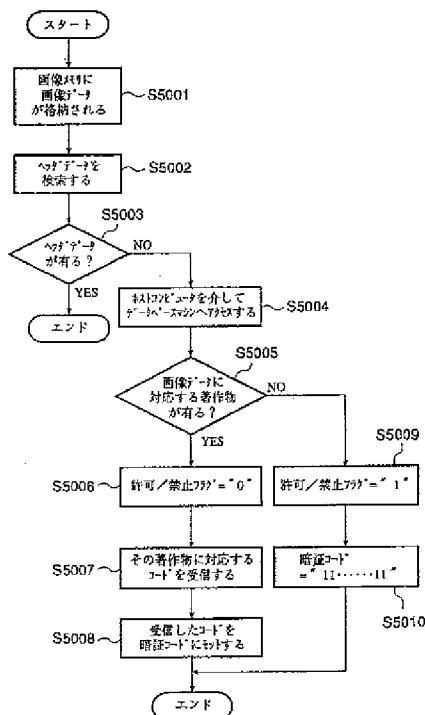 スタート
画像メモリに
画像データ
が格納される
S5001
ヘッダデータを
検索する
S5002
S5003
ヘッダデータ
が有る?
NO
YES
エンド
ホストコンピュータを介して
データベースマシンへアクセスする
S5004
S5005
画像データに
対応する著作物
が有る?
NO
YES
S5006
許可/禁止フラグ="0"
S5009
許可/禁止フラグ="1"
S5007
その著作物に対応する
コードを受信する
暗証コード
="11・・・・・・11"
S5010
S5008
受信したコードを
暗証コードにセットする
エンド